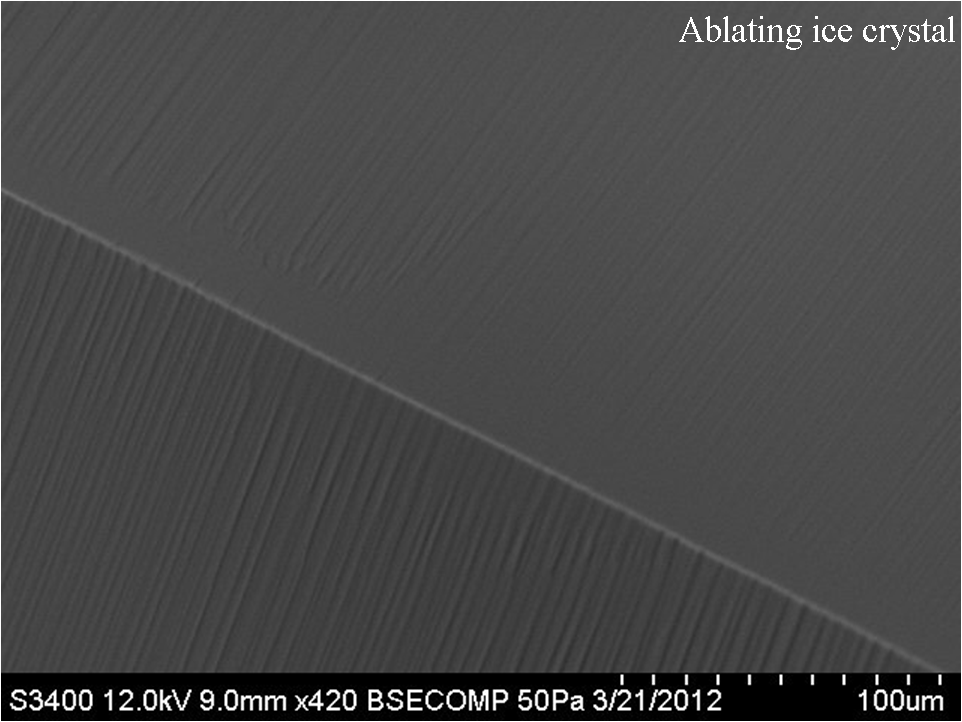 Ablating ice crystal
S3400 12.0kV 9.0mm x420 BSECOMP 50Pa 3/21/2012 100um